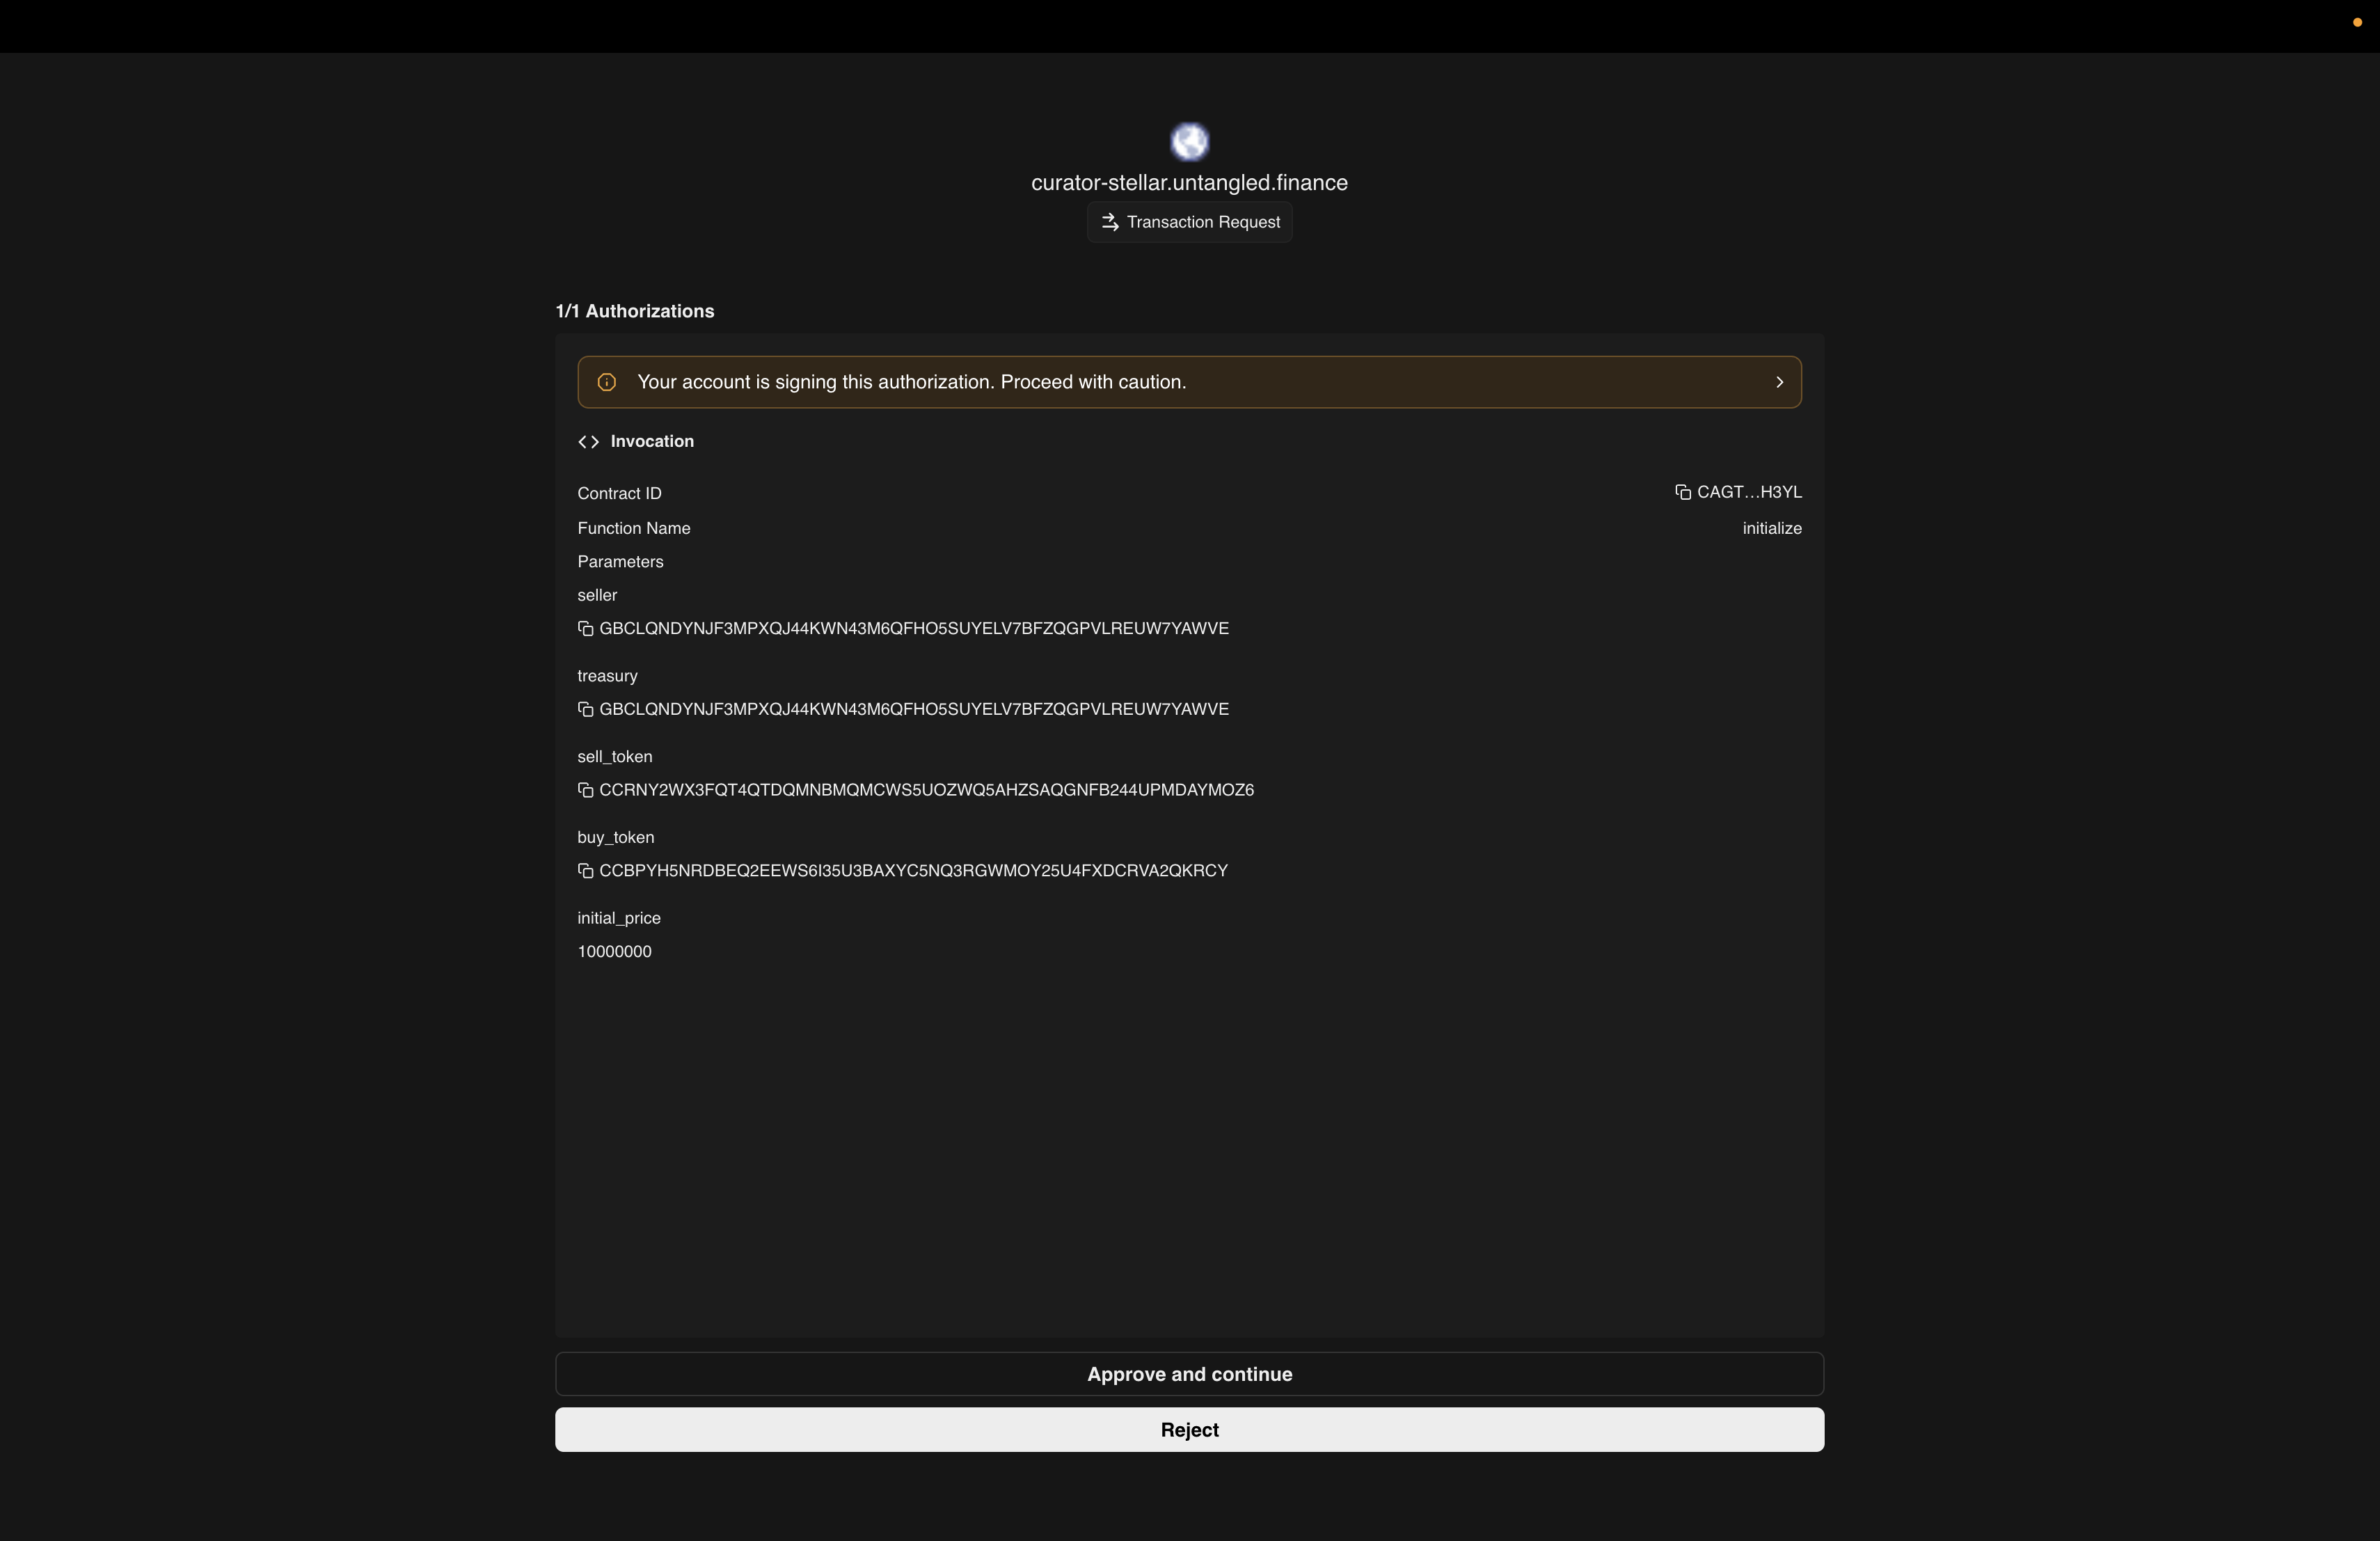 curator-stellar.untangled.finance
Transaction Request
1/1 Authorizations
Your account is signing this authorization. Proceed with caution.
Invocation
Contract ID CAGT...H3YL
Function Name initialize
Parameters
seller
GBCLQNDYNJF3MPXQJ44KWN43M6QFHO5SUYELV7BFZQGPVLREUW7YAWVE
treasury
GBCLQNDYNJF3MPXQJ44KWN43M6QFHO5SUYELV7BFZQGPVLREUW7YAWVE
sell_token
CCRNY2WX3FQT4QTDQMNBMQMCWS5UOZWQ5AHZSAQGNFB244UPMDAYMOZ6
buy_token
CCBPYH5NRDBEQ2EEWS6I35U3BAXYC5NQ3RGWMOY25U4FXDCRVA2QKRCY
initial_price
10000000
Approve and continue
Reject